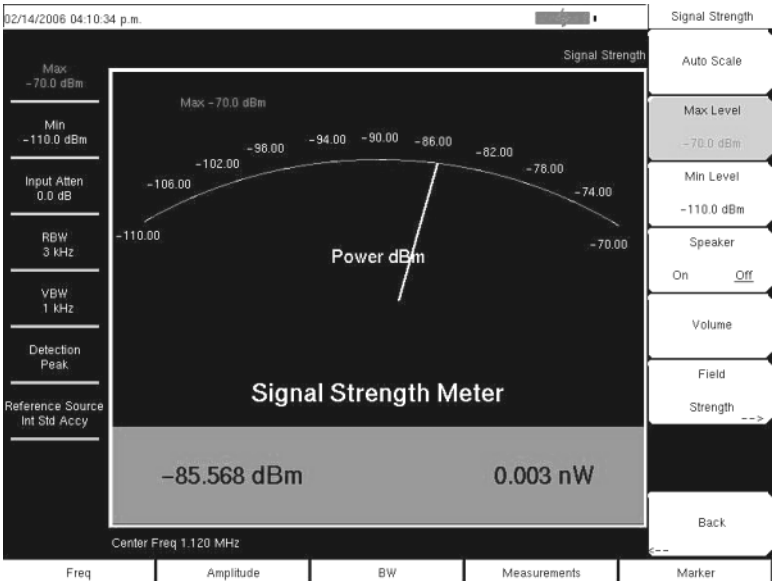 02/14/2006 04:10:34 p.m.
Signal Strength
Signal Strength
Max
-70.0 dBm
Min
-110.0 dBm
Input Atten
0.0 dB
RBW
3 kHz
VBW
1 kHz
Detection
Peak
Reference Source
Int Std Accy
Max -70.0 dBm
-110.00
-106.00
-102.00
-98.00
-94.00
-90.00
-86.00
-82.00
-78.00
-74.00
-70.00
Power dBm
Signal Strength Meter
-85.568 dBm
0.003 nW
Center Freq 1.120 MHz
Auto Scale
Max Level
-70.0 dBm
Min Level
-110.0 dBm
Speaker
On Off
Volume
Field
Strength
-->
Back
<--
Freq
Amplitude
BW
Measurements
Marker